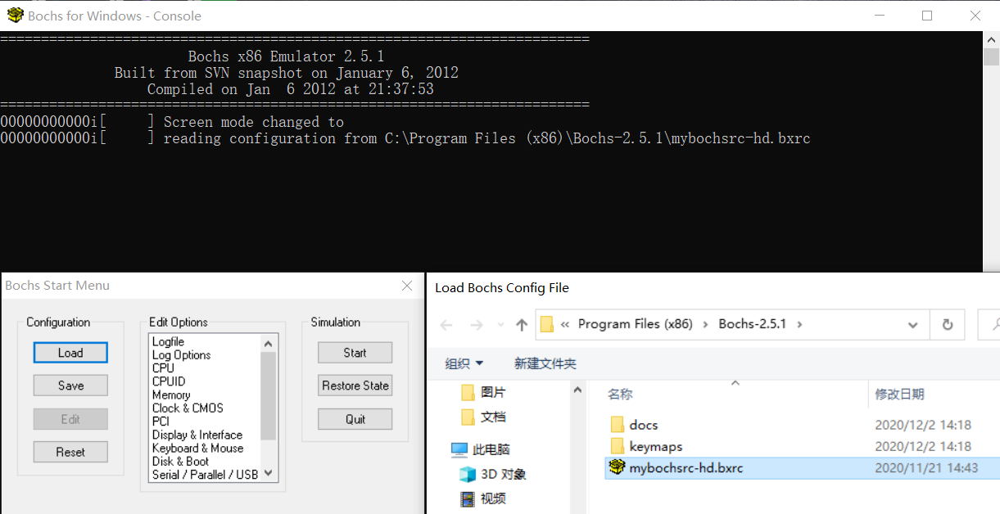 Bochs for Windows - Console
========================================================================
Bochs x86 Emulator 2.5.1
Built from SVN snapshot on January 6, 2012
Compiled on Jan  6 2012 at 21:37:53
========================================================================
00000000000i[     ] Screen mode changed to
00000000000i[     ] reading configuration from C:\Program Files (x86)\Bochs-2.5.1\mybochsrc-hd.bxrc
Bochs Start Menu
Configuration
Load
Save
Edit
Reset
Edit Options
Logfile
Log Options
CPU
CPUID
Memory
Clock & CMOS
PCI
Display & Interface
Keyboard & Mouse
Disk & Boot
Serial / Parallel / USB
Simulation
Start
Restore State
Quit
Load Bochs Config File
« Program Files (x86) › Bochs-2.5.1 ›
组织 新建文件夹
图片
文档
此电脑
3D 对象
视频
名称 修改日期
docs 2020/12/2 14:18
keymaps 2020/12/2 14:18
mybochsrc-hd.bxrc 2020/11/21 14:43